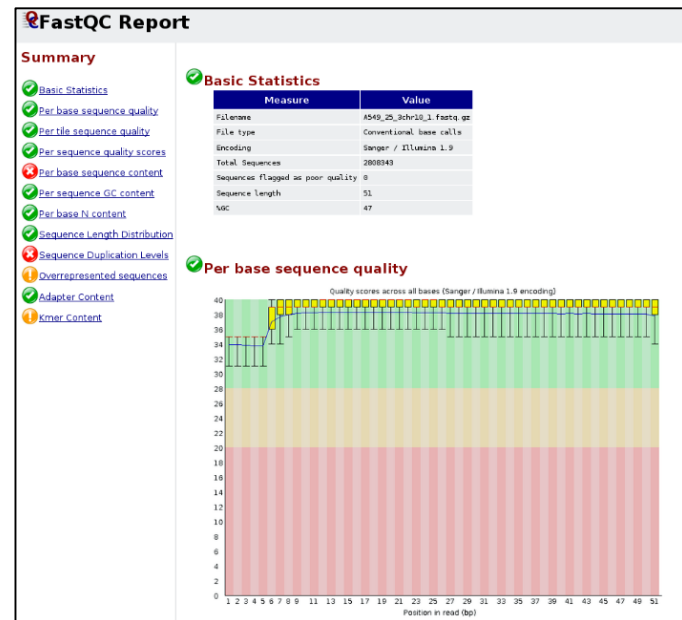 FastQC Report
Summary
Basic Statistics
Per base sequence quality
Per tile sequence quality
Per sequence quality scores
Per base sequence content
Per sequence GC content
Per base N content
Sequence Length Distribution
Sequence Duplication Levels
Overrepresented sequences
Adapter Content
Kmer Content
Basic Statistics
Measure Value
Filename A549_25_3chr10_1.fastq.gz
File type Conventional base calls
Encoding Sanger / Illumina 1.9
Total Sequences 2808343
Sequences flagged as poor quality 0
Sequence length 51
%GC 47
Per base sequence quality
Quality scores across all bases (Sanger / Illumina 1.9 encoding)
40
38
36
34
32
30
28
26
24
22
20
18
16
14
12
10
8
6
4
2
0
1 2 3 4 5 6 7 8 9 11 13 15 17 19 21 23 25 27 29 31 33 35 37 39 41 43 45 47 49 51
Position in read (bp)